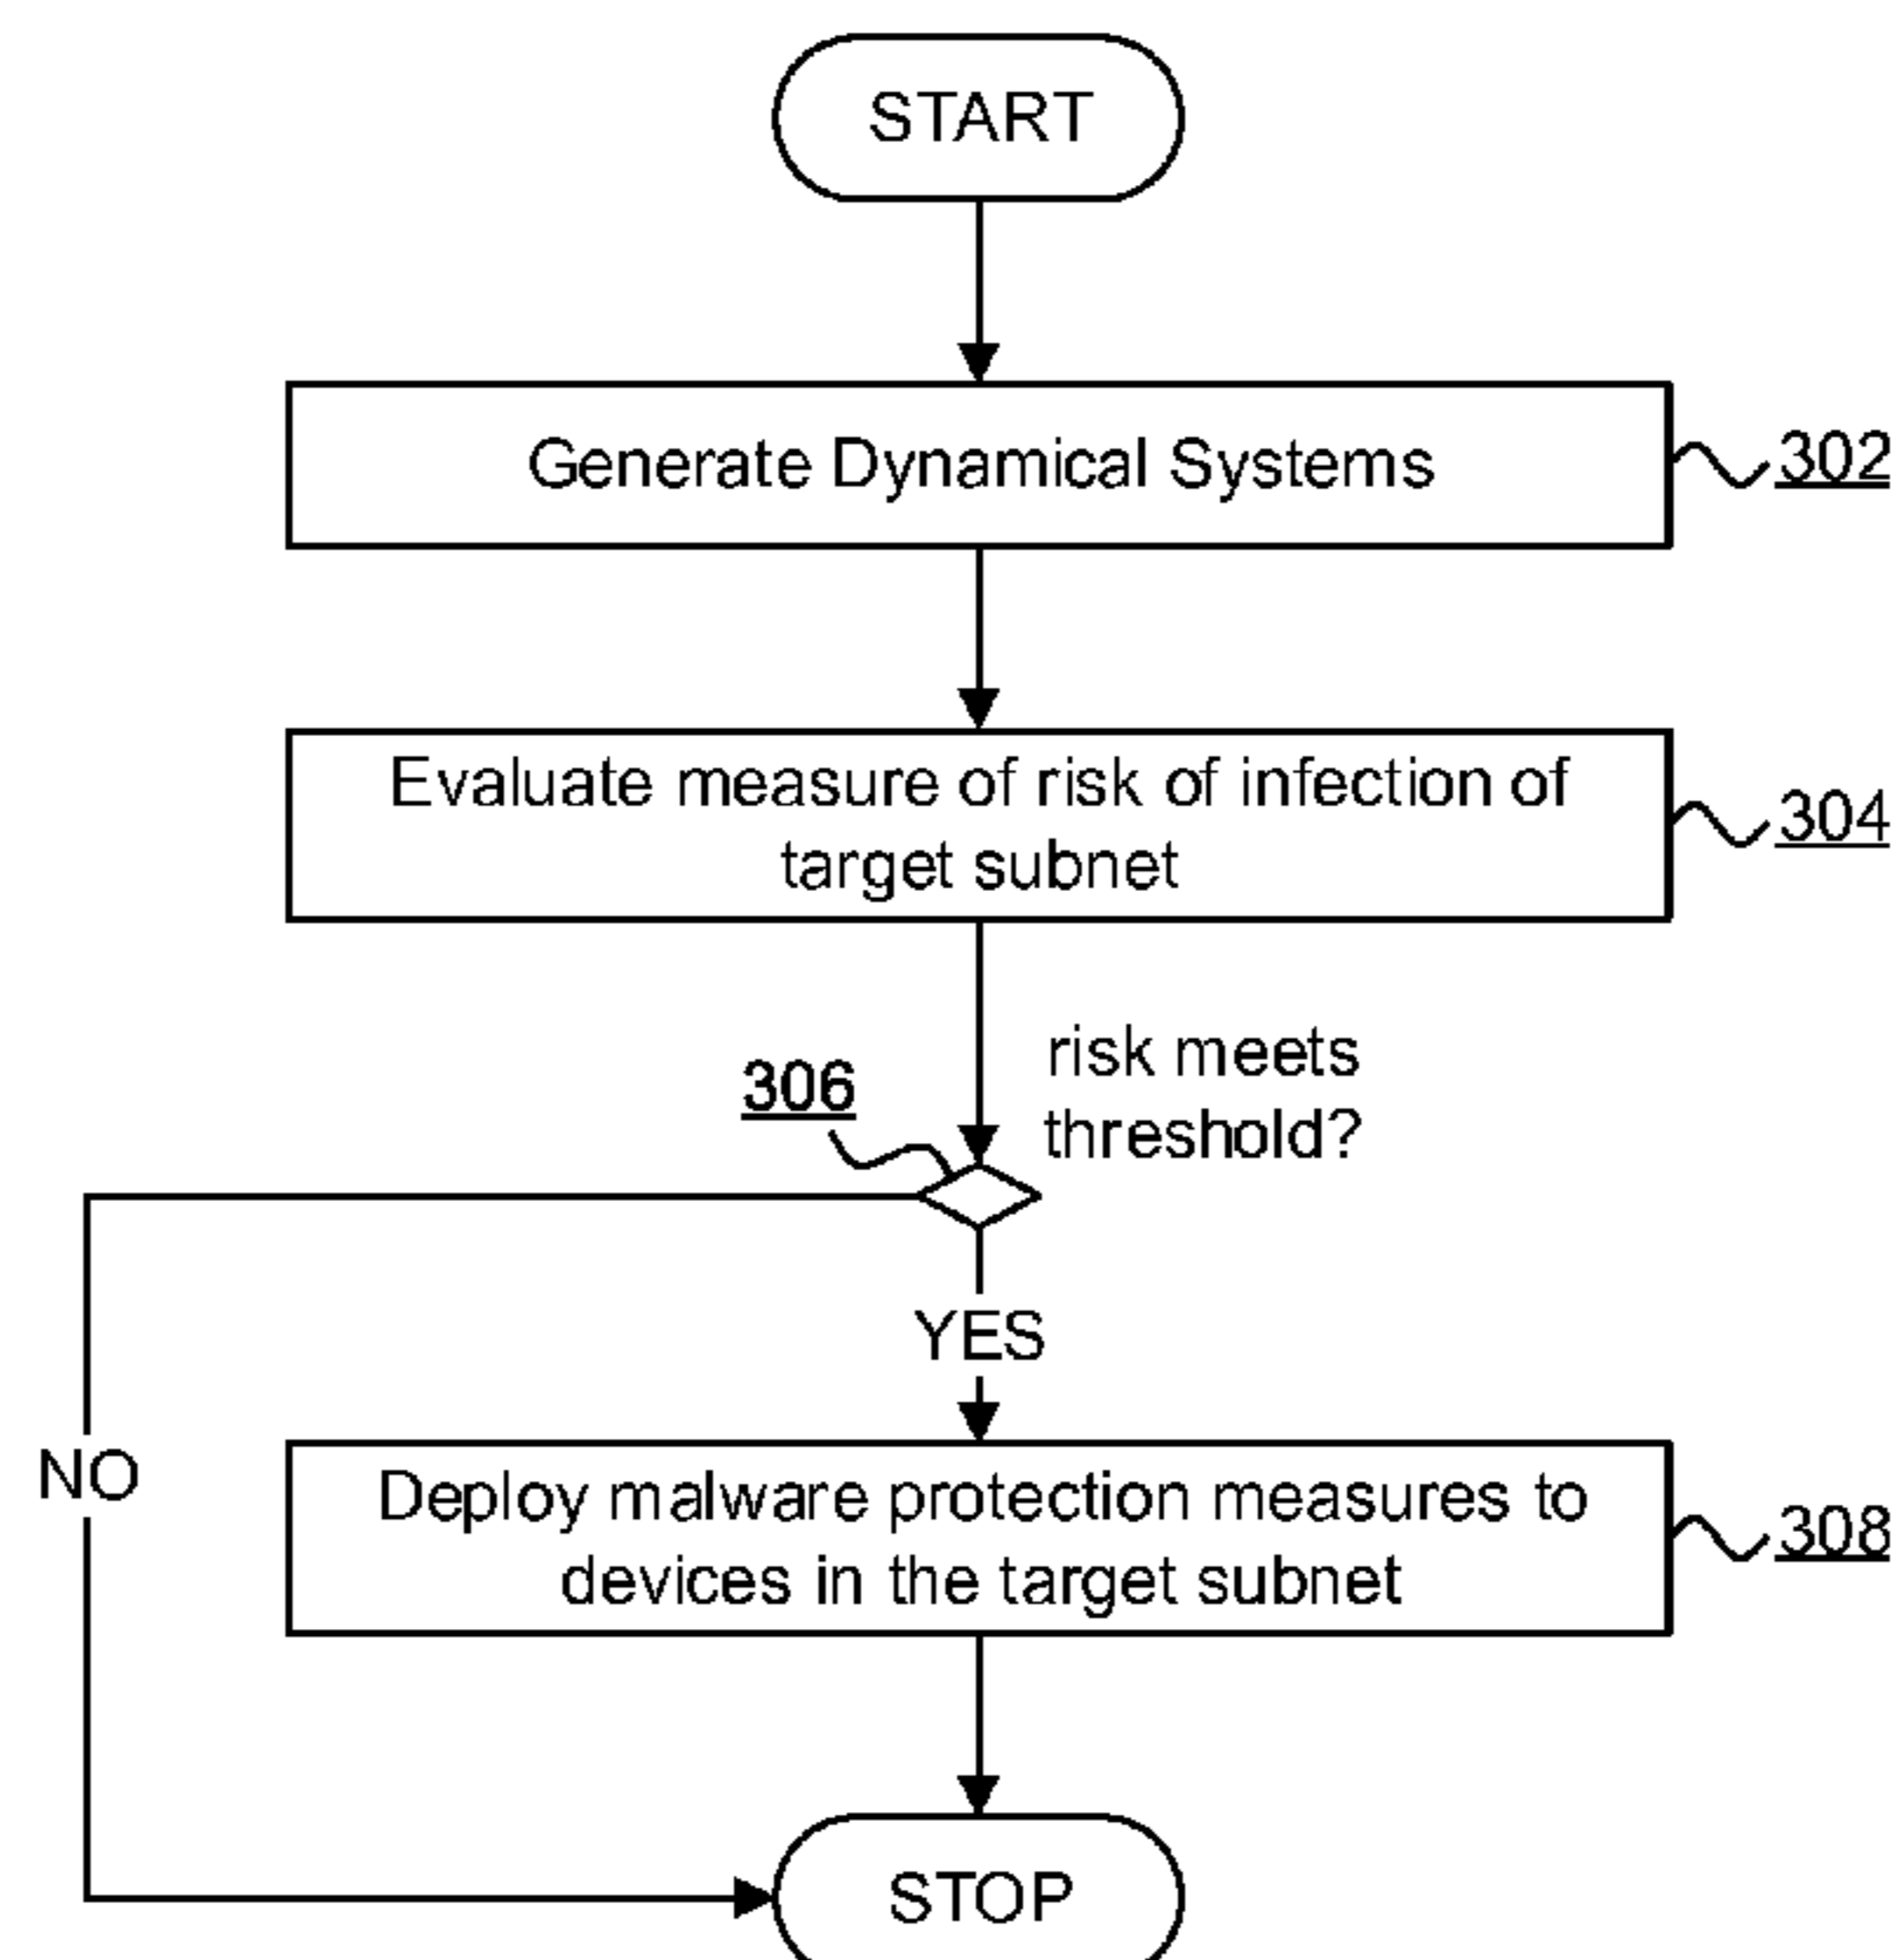 START
Generate Dynamical Systems
302
Evaluate measure of risk of infection of
target subnet
304
risk meets
threshold?
306
YES
NO
Deploy malware protection measures to
devices in the target subnet
308
STOP